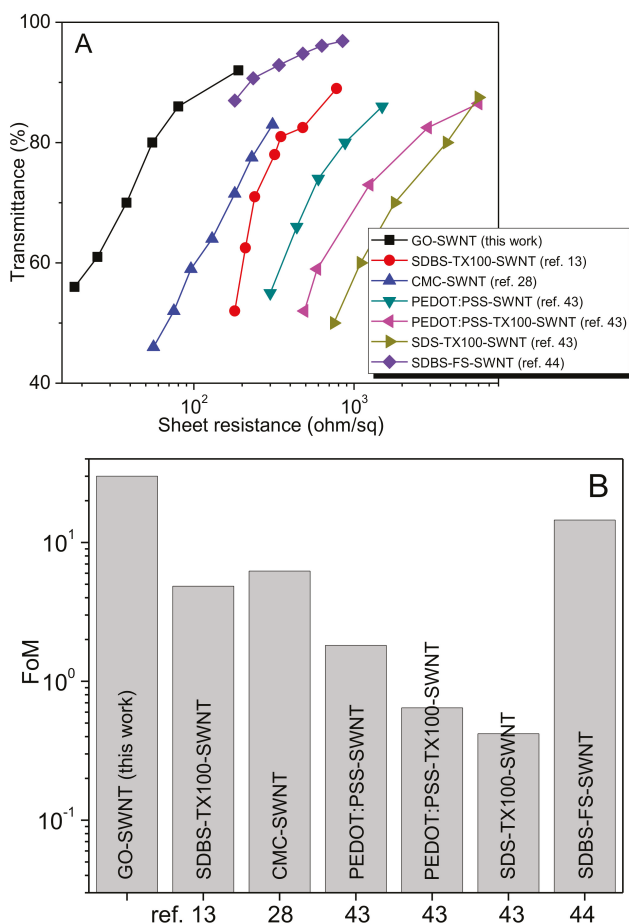 A
100
80
60
40
Transmittance (%)
10²
10³
Sheet resistance (ohm/sq)
GO-SWNT (this work)
SDBS-TX100-SWNT (ref. 13)
CMC-SWNT (ref. 28)
PEDOT:PSS-SWNT (ref. 43)
PEDOT:PSS-TX100-SWNT (ref. 43)
SDS-TX100-SWNT (ref. 43)
SDBS-FS-SWNT (ref. 44)
B
10¹
10⁰
10⁻¹
FoM
GO-SWNT (this work)
SDBS-TX100-SWNT
CMC-SWNT
PEDOT:PSS-SWNT
PEDOT:PSS-TX100-SWNT
SDS-TX100-SWNT
SDBS-FS-SWNT
ref. 13 28 43 43 43 44